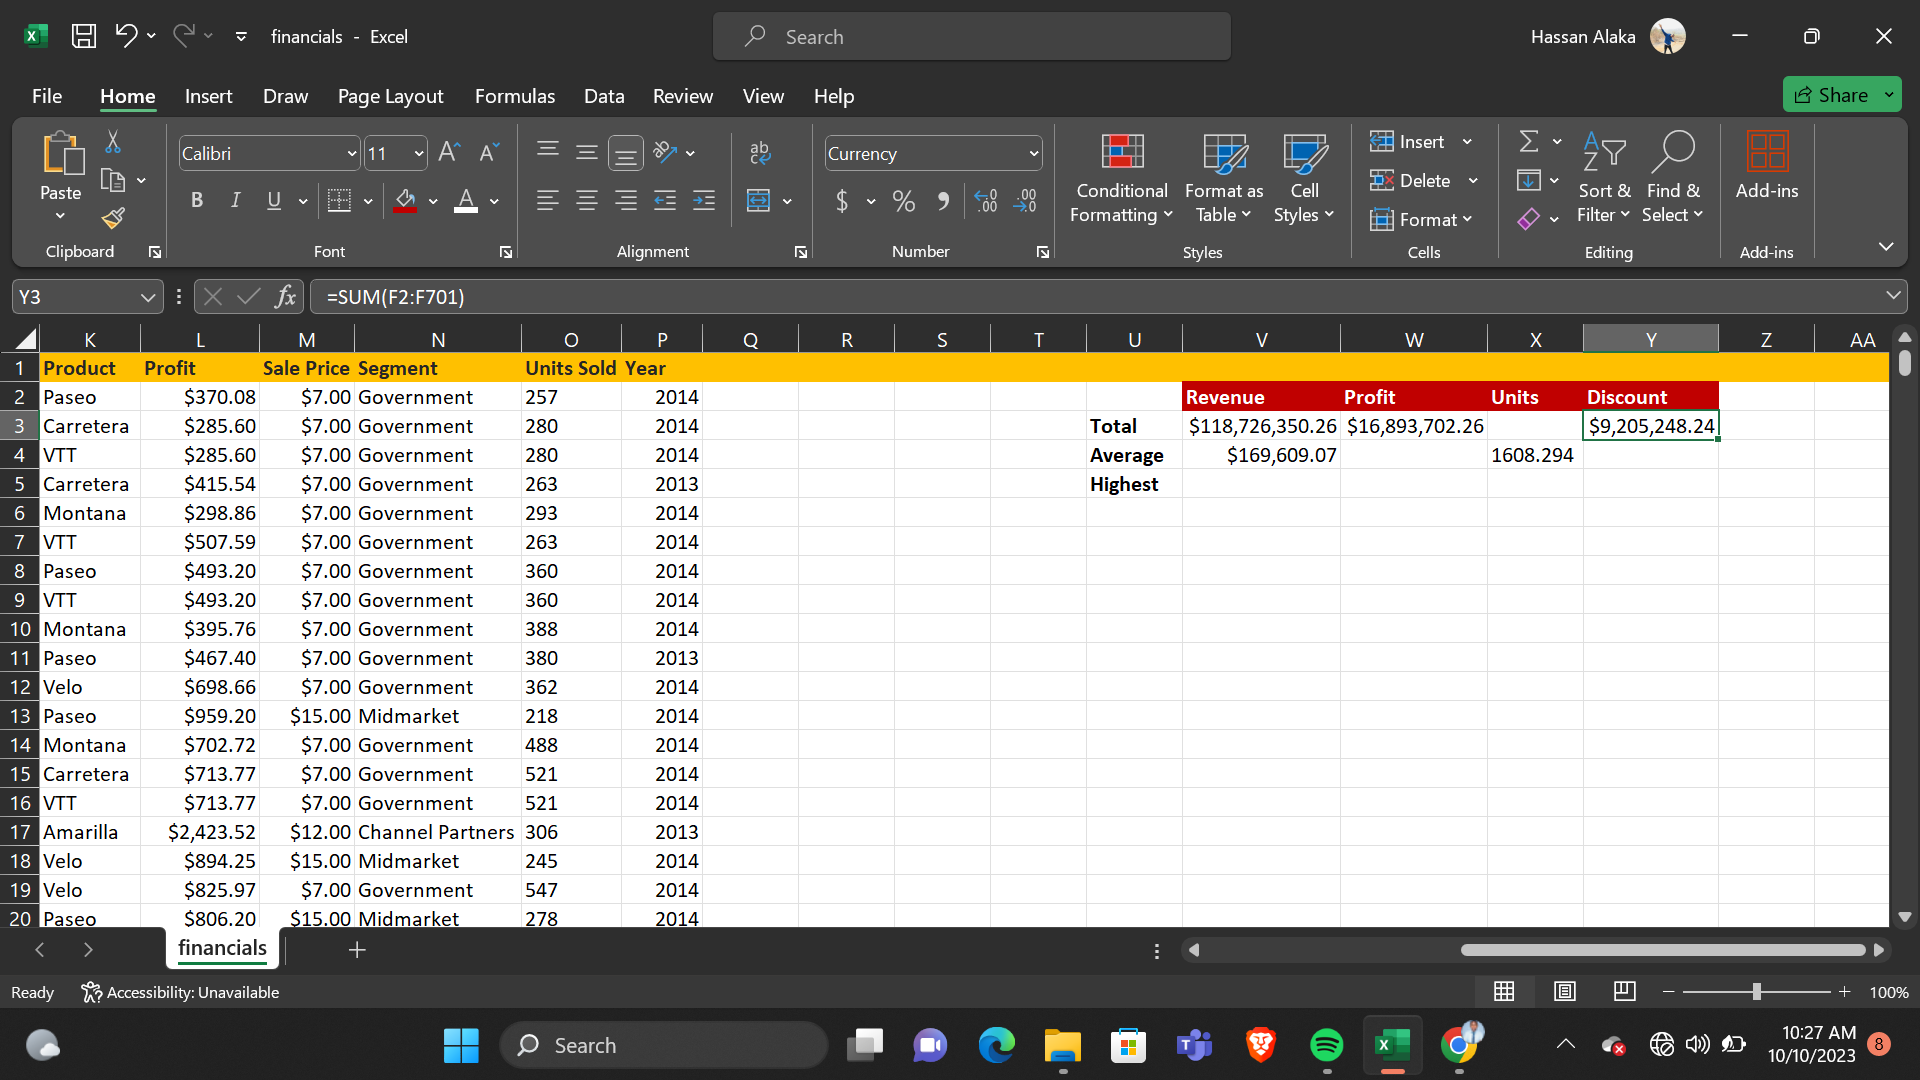 financials - Excel
Search
Hassan Alaka
File Home Insert Draw Page Layout Formulas Data Review View Help
Share
Paste
Calibri 11
B I U
ab
Currency
$ % 9
Conditional Formatting
Format as Table
Cell Styles
Insert
Delete
Format
Sort & Filter
Find & Select
Add-ins
Clipboard Font Alignment Number Styles Cells Editing Add-ins
Y3 fx =SUM(F2:F701)
K L M N O P Q R S T U V W X Y Z AA
1 Product Profit Sale Price Segment Units Sold Year
2 Paseo $370.08 $7.00 Government 257 2014 Revenue Profit Units Discount
3 Carretera $285.60 $7.00 Government 280 2014 Total $118,726,350.26 $16,893,702.26 $9,205,248.24
4 VTT $285.60 $7.00 Government 280 2014 Average $169,609.07 1608.294
5 Carretera $415.54 $7.00 Government 263 2013 Highest
6 Montana $298.86 $7.00 Government 293 2014
7 VTT $507.59 $7.00 Government 263 2014
8 Paseo $493.20 $7.00 Government 360 2014
9 VTT $493.20 $7.00 Government 360 2014
10 Montana $395.76 $7.00 Government 388 2014
11 Paseo $467.40 $7.00 Government 380 2013
12 Velo $698.66 $7.00 Government 362 2014
13 Paseo $959.20 $15.00 Midmarket 218 2014
14 Montana $702.72 $7.00 Government 488 2014
15 Carretera $713.77 $7.00 Government 521 2014
16 VTT $713.77 $7.00 Government 521 2014
17 Amarilla $2,423.52 $12.00 Channel Partners 306 2013
18 Velo $894.25 $15.00 Midmarket 245 2014
19 Velo $825.97 $7.00 Government 547 2014
20 Paseo $806.20 $15.00 Midmarket 278 2014
financials
Ready Accessibility: Unavailable 100%
Search
10:27 AM
10/10/2023
8